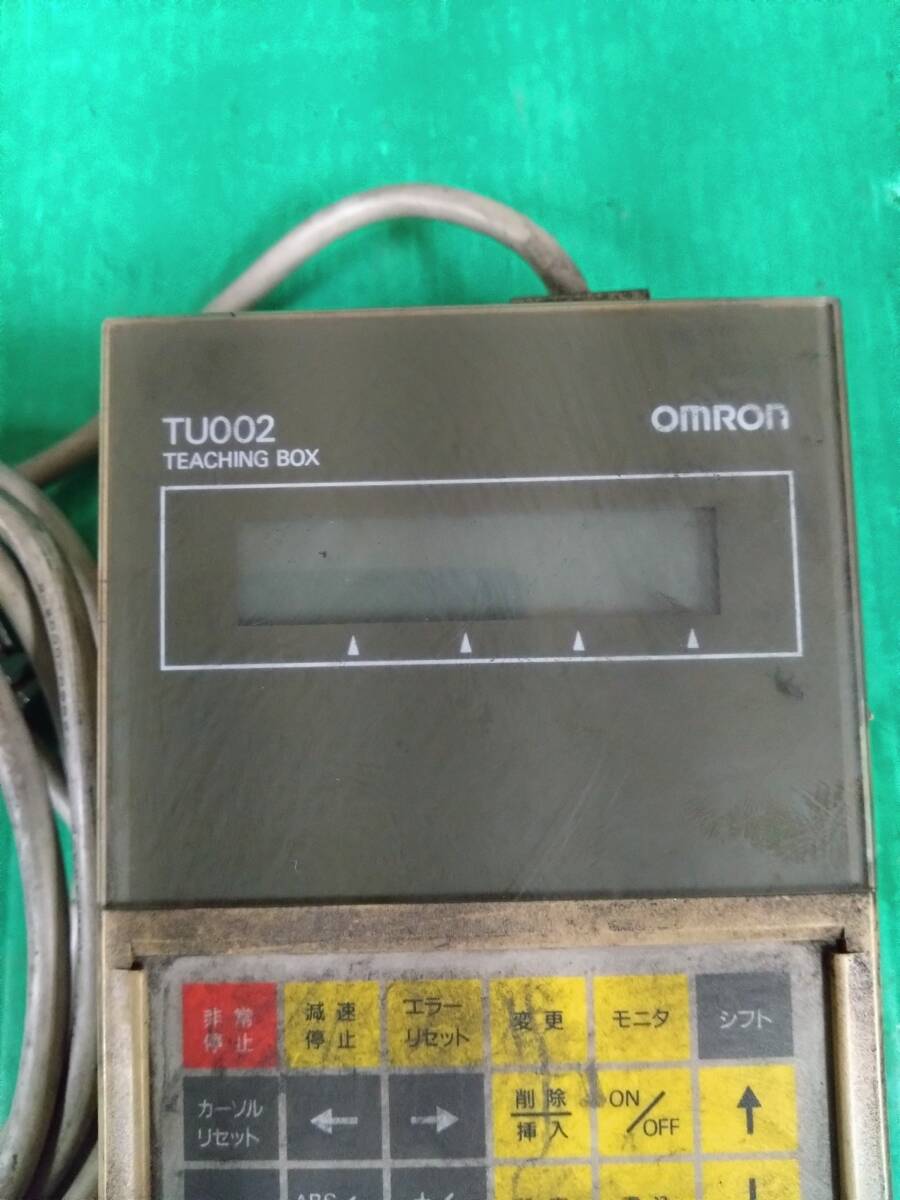 TU002
OMRON
TEACHING BOX
非常
停止
減速
停止
エラー
リセット
変更
モニタ
シフト
カーソル
リセット
←
→
削除
挿入
ON/OFF
↑